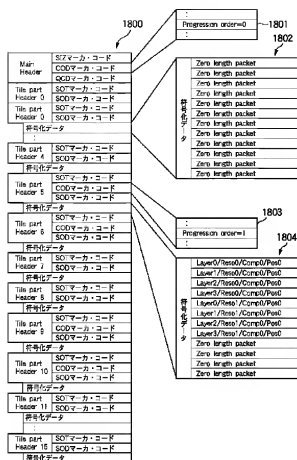 1800
Main Header
SIZマーカ・コード
CODマーカ・コード
QCDマーカ・コード
Tile part Header 0
SOTマーカ・コード
SODマーカ・コード
Tile part Header 0
SOTマーカ・コード
SODマーカ・コード
符号化データ
:
Tile part Header 4
SOTマーカ・コード
SODマーカ・コード
符号化データ
Tile part Header 5
SOTマーカ・コード
CODマーカ・コード
SODマーカ・コード
符号化データ
Tile part Header 6
SOTマーカ・コード
CODマーカ・コード
SODマーカ・コード
符号化データ
Tile part Header 7
SOTマーカ・コード
SODマーカ・コード
符号化データ
Tile part Header 8
SOTマーカ・コード
SODマーカ・コード
符号化データ
Tile part Header 9
SOTマーカ・コード
CODマーカ・コード
SODマーカ・コード
符号化データ
Tile part Header 10
SOTマーカ・コード
CODマーカ・コード
SODマーカ・コード
符号化データ
Tile part Header 11
SOTマーカ・コード
SODマーカ・コード
符号化データ
:
Tile part Header 15
SOTマーカ・コード
SODマーカ・コード
符号化データ
1801
:
Progression order=0
:
1802
符号化データ
Zero length packet
Zero length packet
Zero length packet
Zero length packet
Zero length packet
Zero length packet
Zero length packet
Zero length packet
Zero length packet
Zero length packet
Zero length packet
Zero length packet
1803
:
Progression order=1
:
1804
符号化データ
Layer0/Reso0/Comp0/Pos0
Layer1/Reso0/Comp0/Pos0
Layer2/Reso0/Comp0/Pos0
Layer3/Reso0/Comp0/Pos0
Layer0/Reso1/Comp0/Pos0
Layer1/Reso1/Comp0/Pos0
Layer2/Reso1/Comp0/Pos0
Layer3/Reso1/Comp0/Pos0
Zero length packet
Zero length packet
Zero length packet
Zero length packet